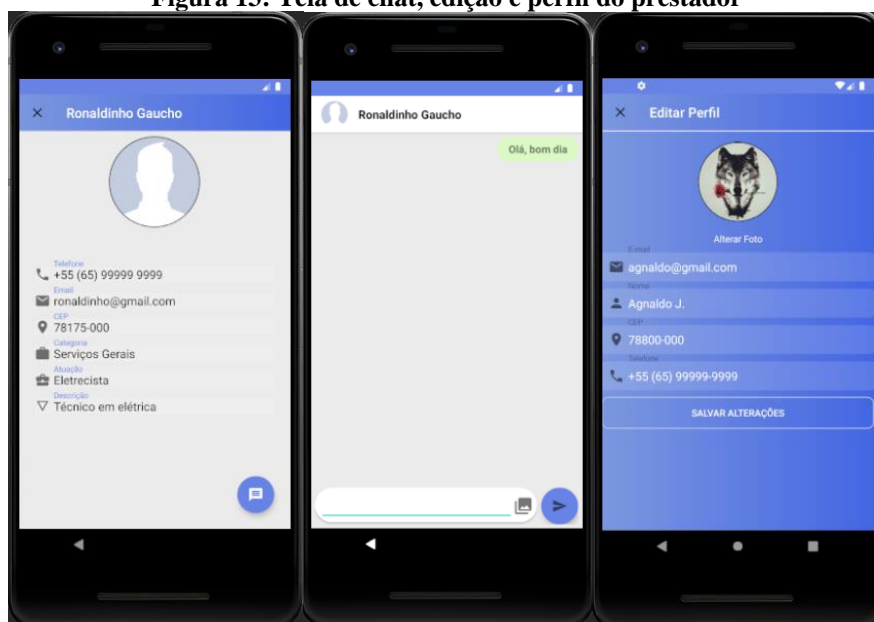 Figura 15: Tela de chat, edição e perfil do prestador
Ronaldinho Gaucho
Telefone
+55 (65) 99999 9999
Email
ronaldinho@gmail.com
CEP
78175-000
Categoria
Serviços Gerais
Atuação
Eletrecista
Descrição
Técnico em elétrica
Ronaldinho Gaucho
Olá, bom dia
Editar Perfil
Alterar Foto
E-mail
agnaldo@gmail.com
Nome
Agnaldo J.
CEP
78800-000
Telefone
+55 (65) 99999-9999
SALVAR ALTERAÇÕES